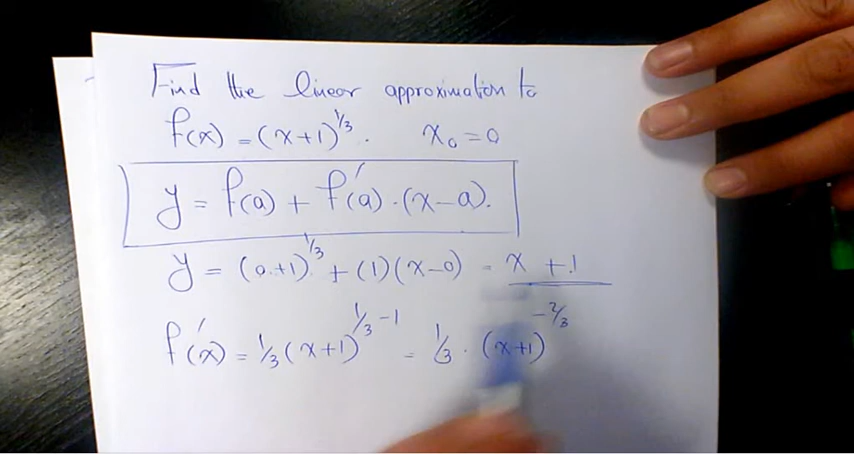 Find the linear approximation to
f(x) = (x+1)^1/3. x₀ = 0
y = f(a) + f'(a) · (x-a).
y = (0+1)^1/3 + (1)(x-0) = x + 1
f'(x) = 1/3 (x+1)^1/3 - 1 = 1/3 · (x+1)^-2/3